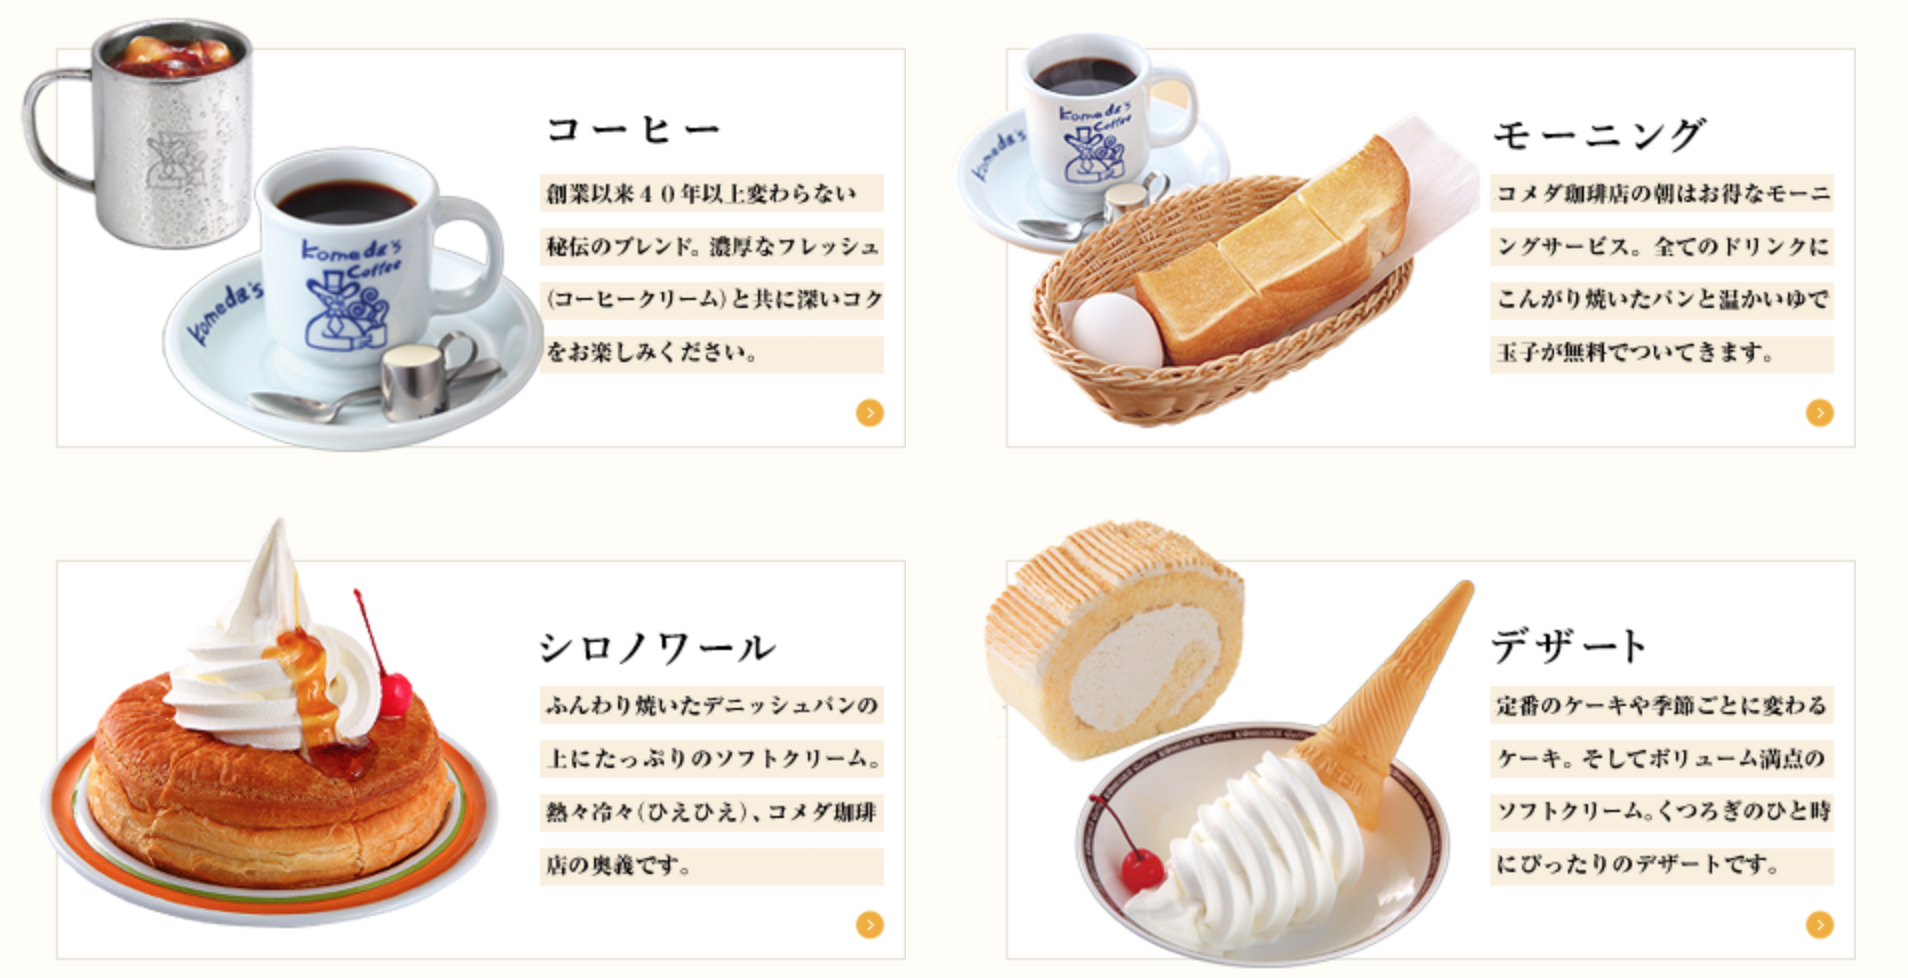 コーヒー
創業以来４０年以上変わらない
秘伝のブレンド。濃厚なフレッシュ
(コーヒークリーム)と共に深いコク
をお楽しみください。
Komeda's
Coffee
Komeda's
モーニング
コメダ珈琲店の朝はお得なモーニ
ングサービス。全てのドリンクに
こんがり焼いたパンと温かいゆで
玉子が無料でついてきます。
Komeda's
Coffee
Komeda's
シロノワール
ふんわり焼いたデニッシュパンの
上にたっぷりのソフトクリーム。
熱々冷々(ひえひえ)、コメダ珈琲
店の奥義です。
デザート
定番のケーキや季節ごとに変わる
ケーキ。そしてボリューム満点の
ソフトクリーム。くつろぎのひと時
にぴったりのデザートです。